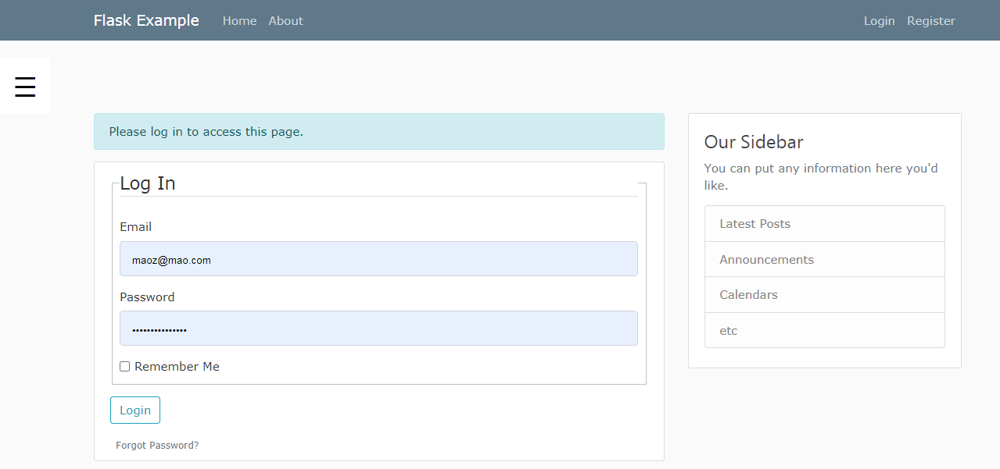 Flask Example Home About Login Register
☰
Please log in to access this page.
Log In
Email
maoz@mao.com
Password
•••••••••••••••
Remember Me
Login
Forgot Password?
Our Sidebar
You can put any information here you'd
like.
Latest Posts
Announcements
Calendars
etc